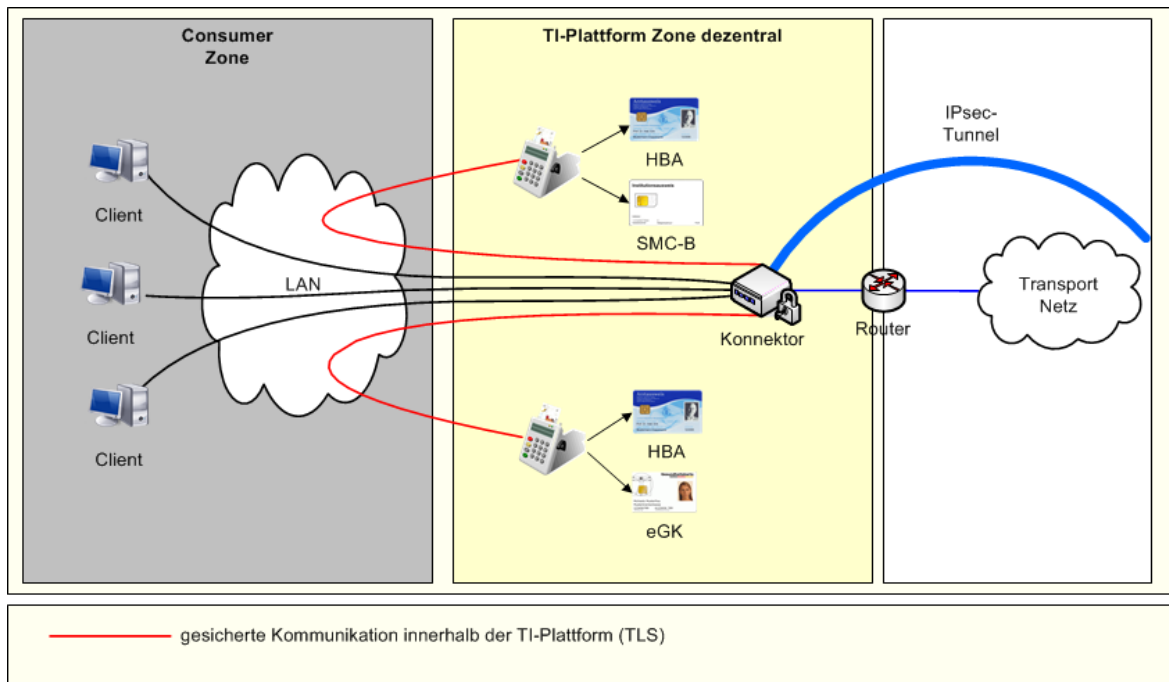 Consumer
Zone
TI-Plattform Zone dezentral
IPsec-
Tunnel
HBA
Client
SMC-B
LAN
Transport
Netz
Client
Konnektor
Router
HBA
Client
eGK
gesicherte Kommunikation innerhalb der TI-Plattform (TLS)